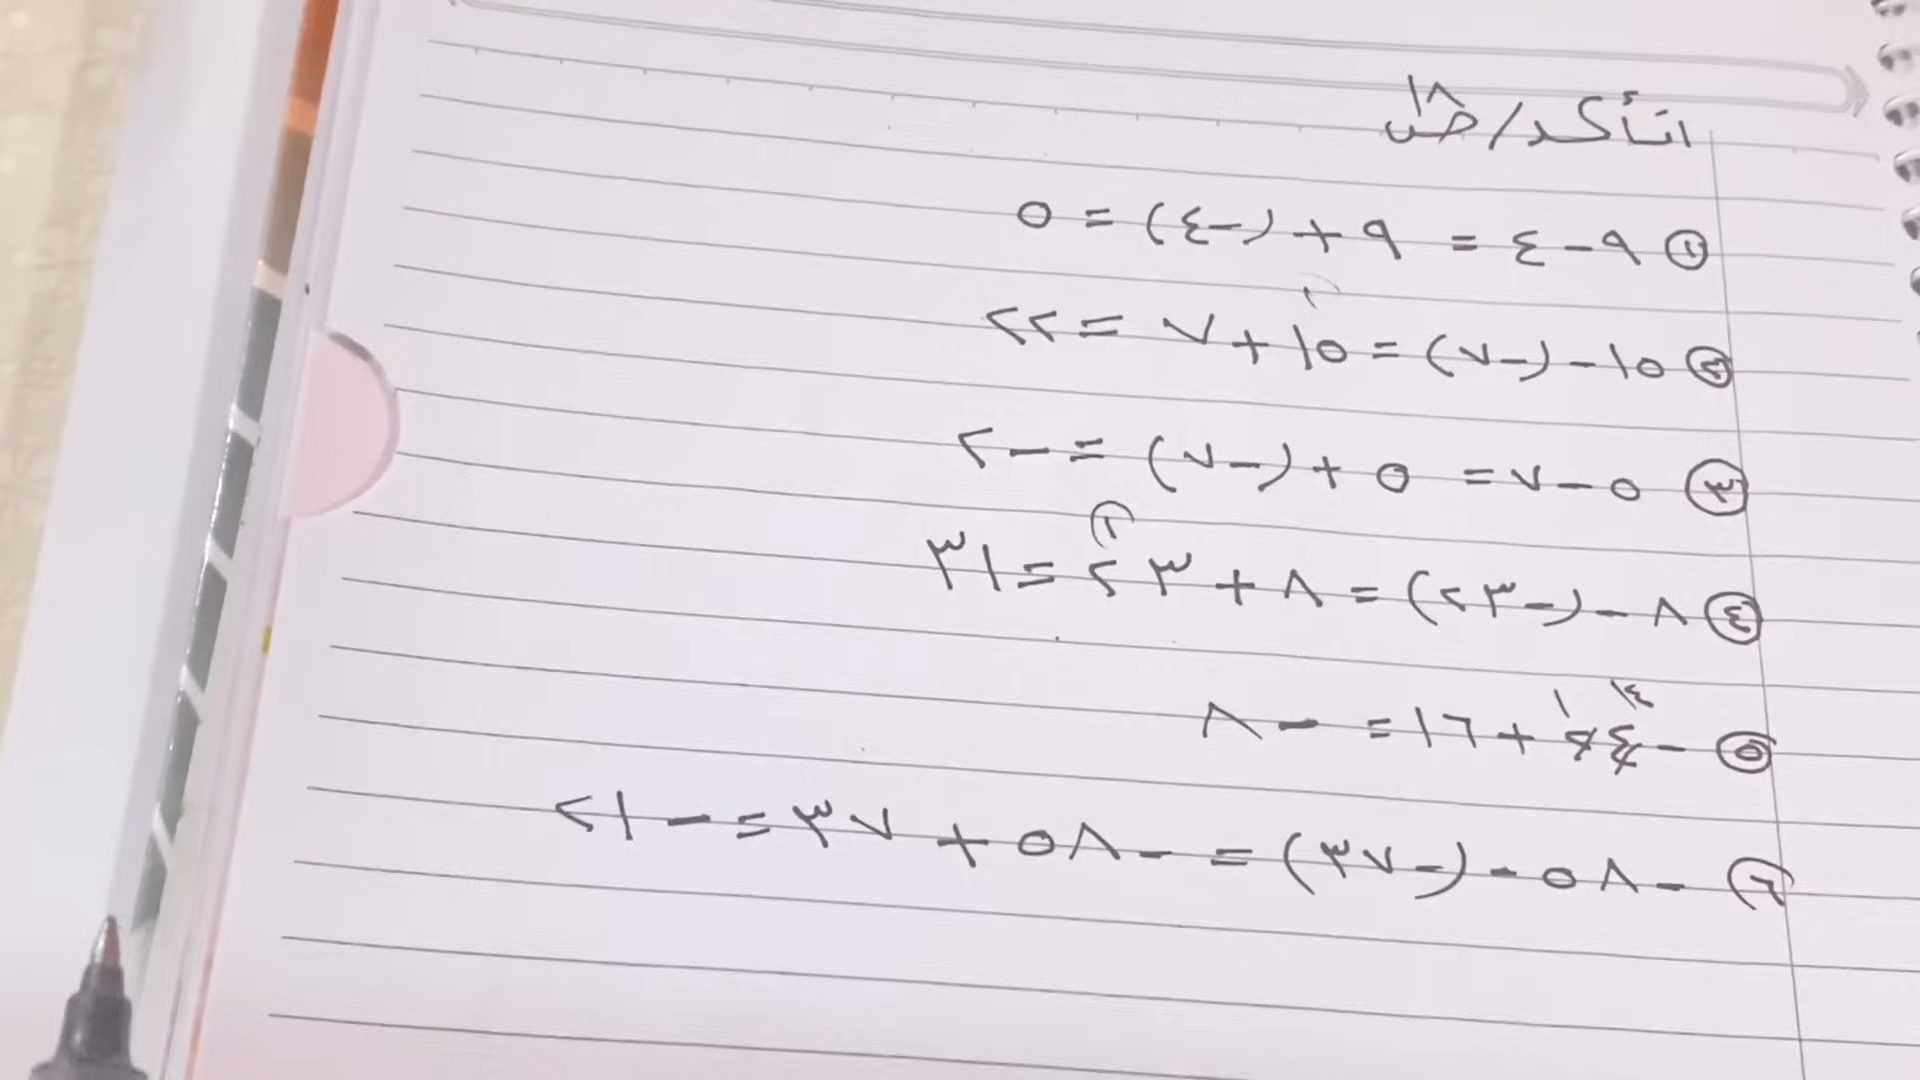 اتأكد / ص١٨
① ٩ - ٤ = ٩ + (-٤) = ٥
② ١٥ - (-٧) = ١٥ + ٧ = ٢٢
③ ٥ - ٧ = ٥ + (-٧) = -٢
④ ٨ - (-٢٣) = ٨ + ٢٣ = ٣١
⑤ -٢٤ + ١٦ = -٨
⑥ -٥٨ - (-٣٧) = -٥٨ + ٣٧ = -٢١